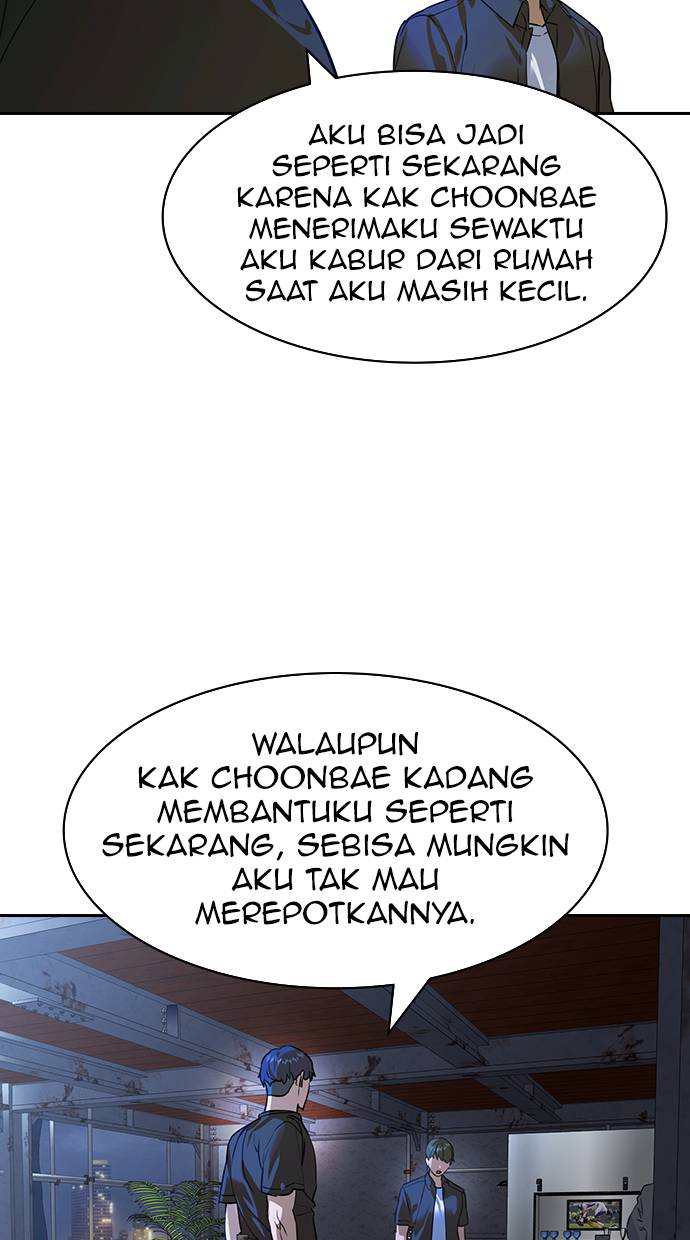 AKU BISA JADI
SEPERTI SEKARANG
KARENA KAK CHOONBAE
MENERIMAKU SEWAKTU
AKU KABUR DARI RUMAH
SAAT AKU MASIH KECIL.
WALAUPUN
KAK CHOONBAE KADANG
MEMBANTUKU SEPERTI
SEKARANG, SEBISA MUNGKIN
AKU TAK MAU
MEREPOTKANNYA.